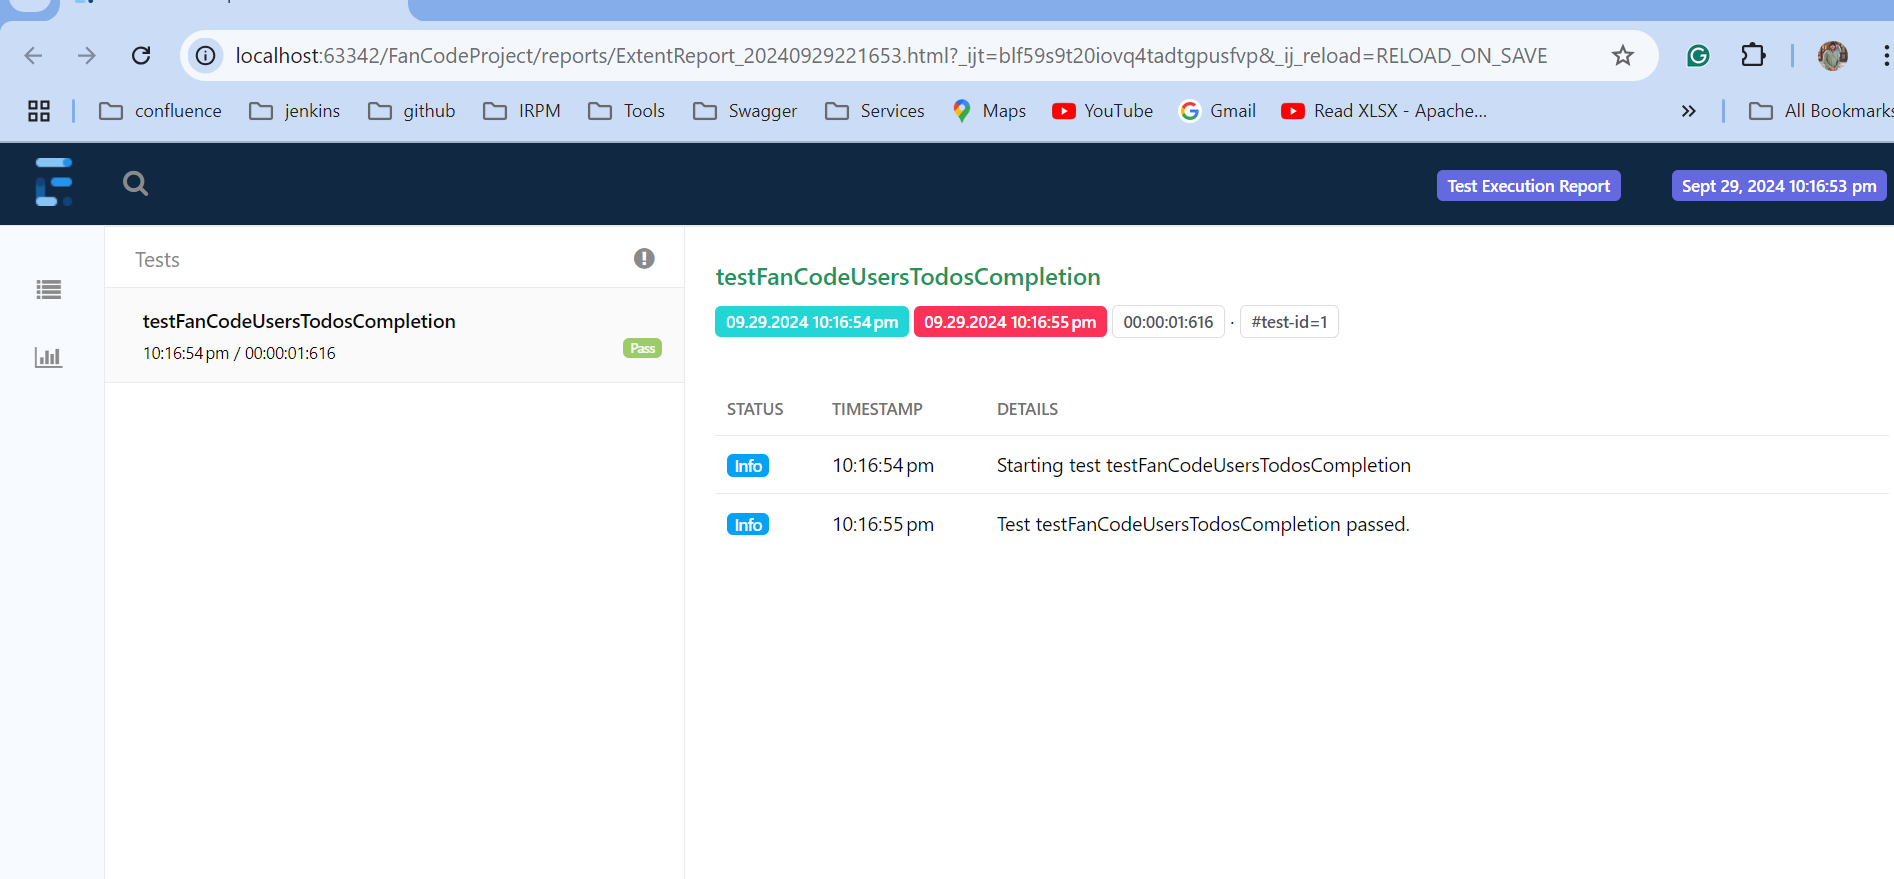 localhost:63342/FanCodeProject/reports/ExtentReport_20240929221653.html?_ijt=blf59s9t20iovq4tadtgpusfvp&_ij_reload=RELOAD_ON_SAVE
confluence jenkins github IRPM Tools Swagger Services Maps YouTube Gmail Read XLSX - Apache... All Bookmarks
Test Execution Report Sept 29, 2024 10:16:53 pm
Tests
testFanCodeUsersTodosCompletion
10:16:54 pm / 00:00:01:616
Pass
testFanCodeUsersTodosCompletion
09.29.2024 10:16:54 pm 09.29.2024 10:16:55 pm 00:00:01:616 · #test-id=1
STATUS TIMESTAMP DETAILS
Info 10:16:54 pm Starting test testFanCodeUsersTodosCompletion
Info 10:16:55 pm Test testFanCodeUsersTodosCompletion passed.